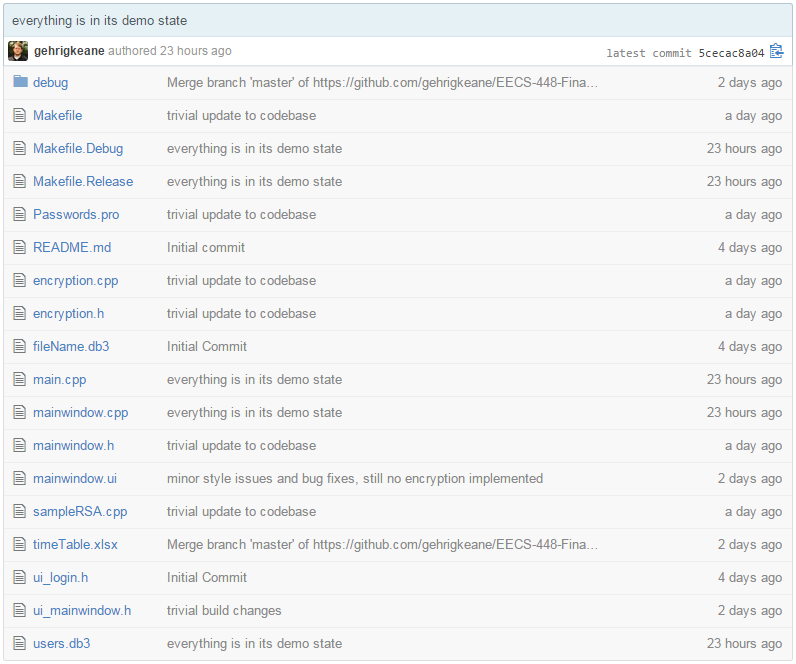 everything is in its demo state
gehrigkeane authored 23 hours ago latest commit 5cecac8a04
debug Merge branch 'master' of https://github.com/gehrigkeane/EECS-448-Fina... 2 days ago
Makefile trivial update to codebase a day ago
Makefile.Debug everything is in its demo state 23 hours ago
Makefile.Release everything is in its demo state 23 hours ago
Passwords.pro trivial update to codebase a day ago
README.md Initial commit 4 days ago
encryption.cpp trivial update to codebase a day ago
encryption.h trivial update to codebase a day ago
fileName.db3 Initial Commit 4 days ago
main.cpp everything is in its demo state 23 hours ago
mainwindow.cpp everything is in its demo state 23 hours ago
mainwindow.h trivial update to codebase a day ago
mainwindow.ui minor style issues and bug fixes, still no encryption implemented 2 days ago
sampleRSA.cpp trivial update to codebase a day ago
timeTable.xlsx Merge branch 'master' of https://github.com/gehrigkeane/EECS-448-Fina... 2 days ago
ui_login.h Initial Commit 4 days ago
ui_mainwindow.h trivial build changes 2 days ago
users.db3 everything is in its demo state 23 hours ago